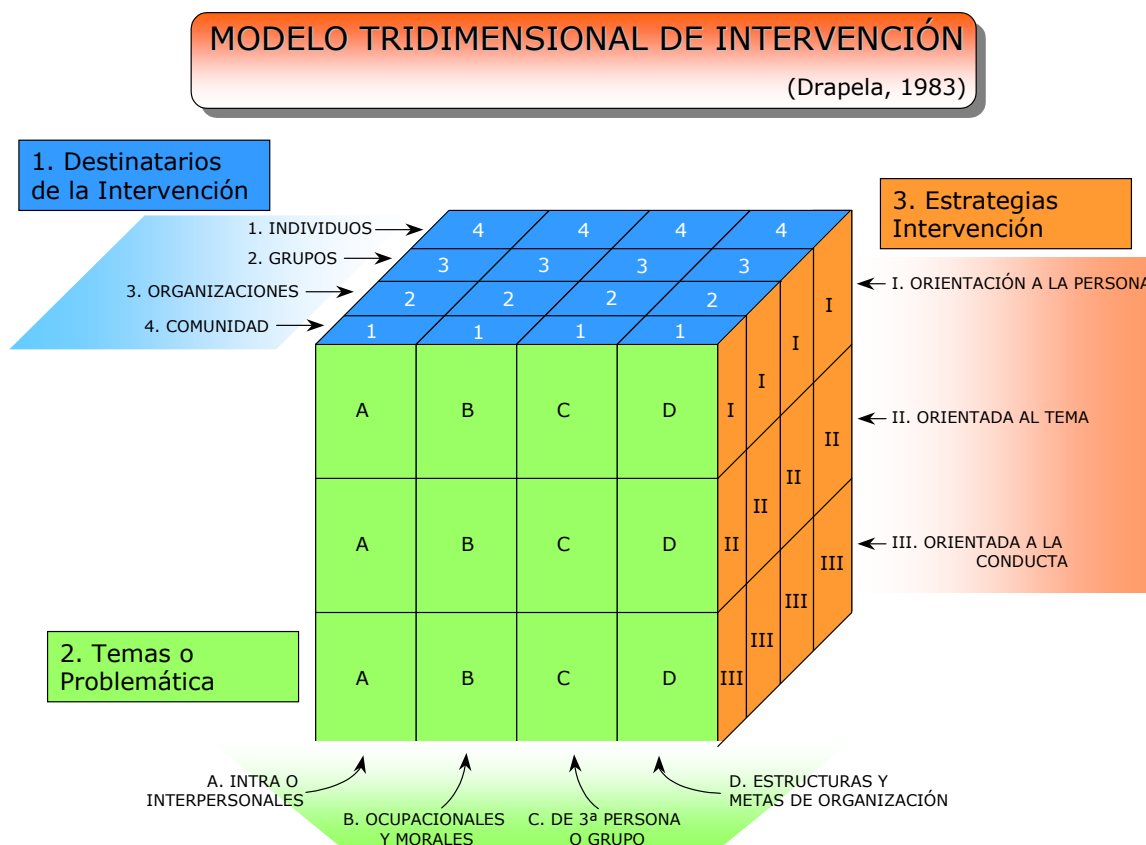 MODELO TRIDIMENSIONAL DE INTERVENCIÓN
(Drapela, 1983)
1. Destinatarios
de la Intervención
1. INDIVIDUOS
2. GRUPOS
3. ORGANIZACIONES
4. COMUNIDAD
4 4 4 4
3 3 3 3
2 2 2 2
1 1 1 1
A B C D
A B C D
A B C D
I I I I
II II II II
III III III III
3. Estrategias
Intervención
I. ORIENTACIÓN A LA PERSONA
II. ORIENTADA AL TEMA
III. ORIENTADA A LA
CONDUCTA
2. Temas o
Problemática
A. INTRA O
INTERPERSONALES
B. OCUPACIONALES
Y MORALES
C. DE 3ª PERSONA
O GRUPO
D. ESTRUCTURAS Y
METAS DE ORGANIZACIÓN